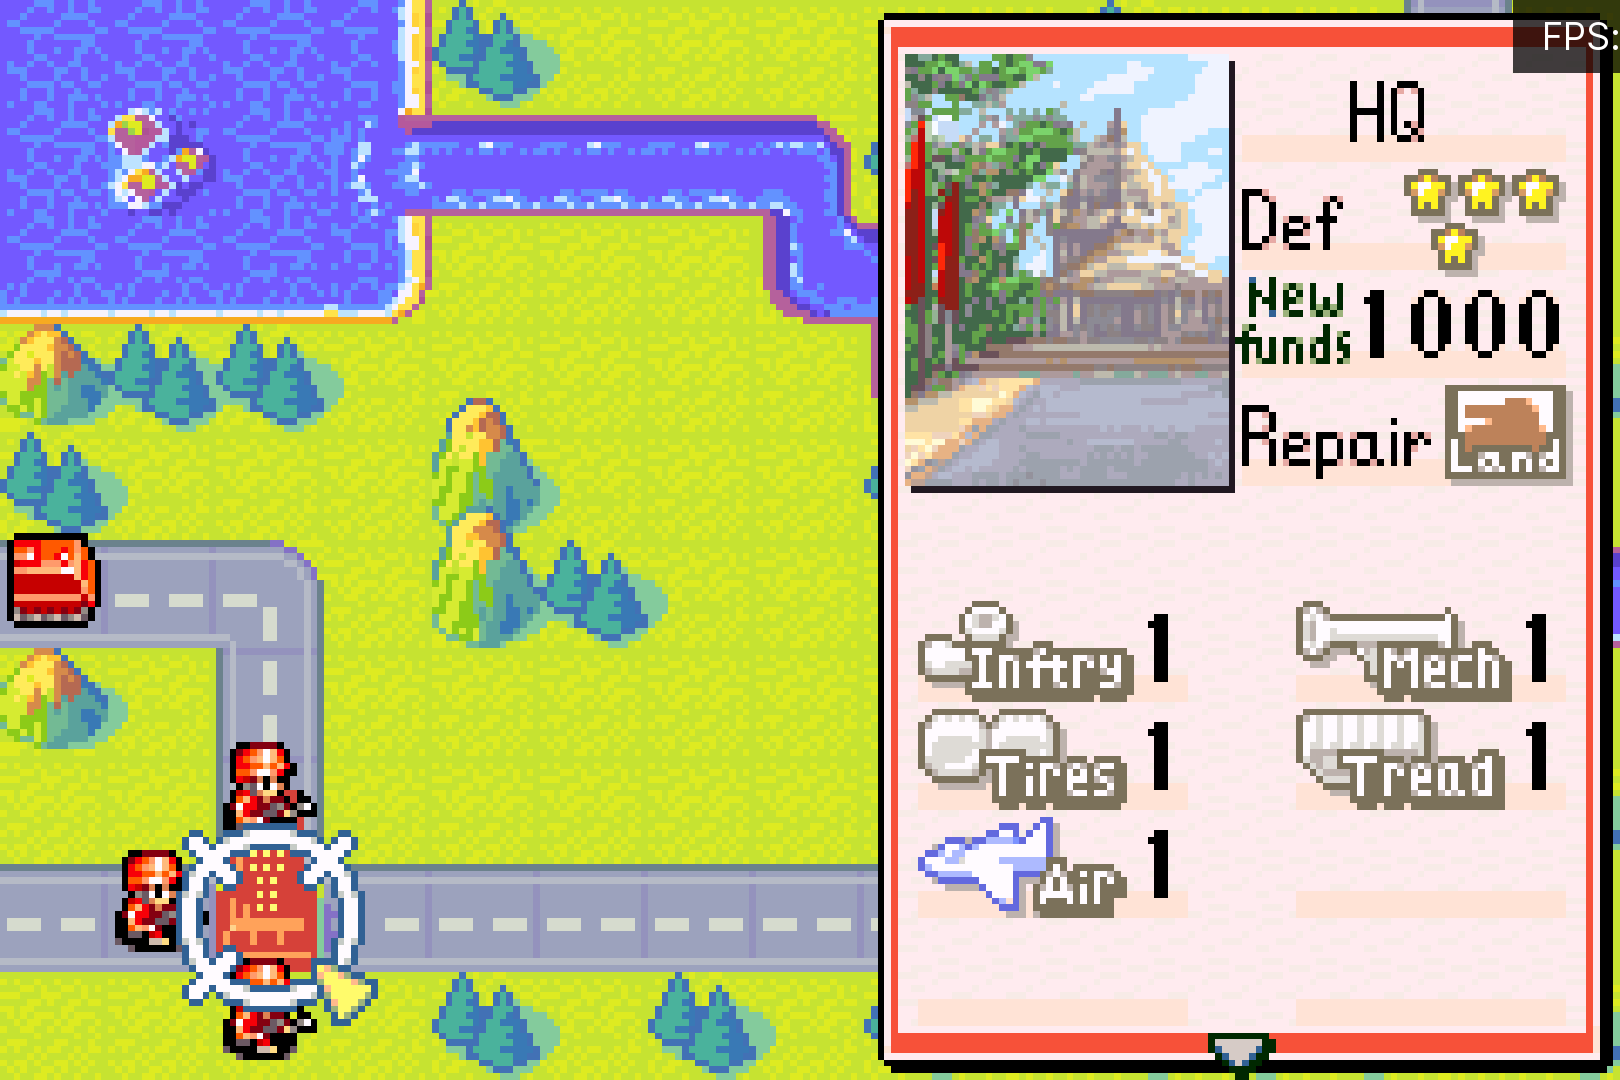 FPS:
HQ
Def
New funds 1000
Repair Land
Inftry 1 Mech 1
Tires 1 Tread 1
Air 1